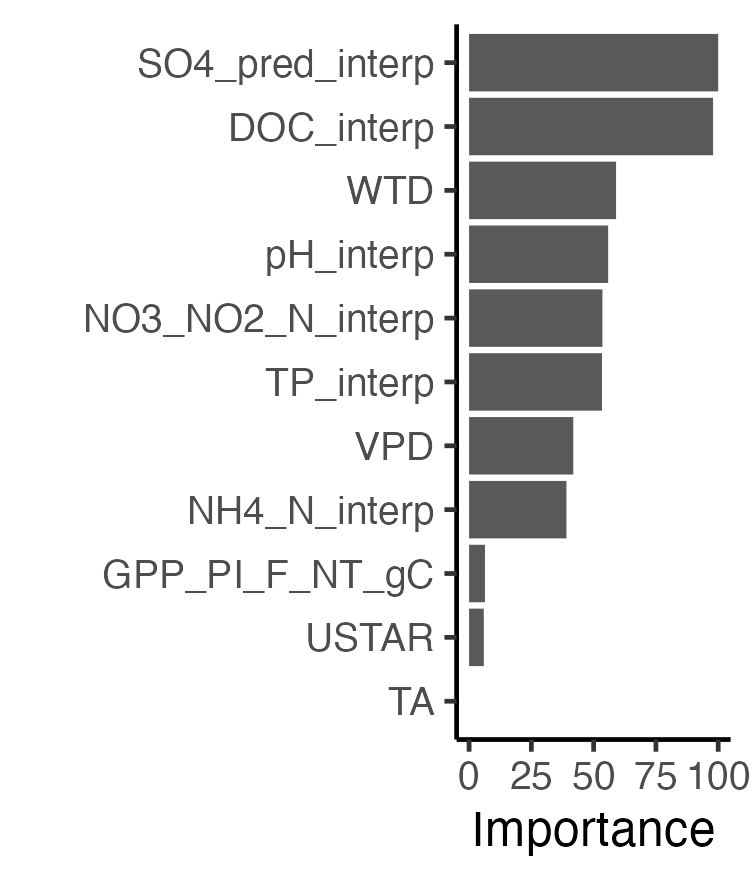 SO4_pred_interp
DOC_interp
WTD
pH_interp
NO3_NO2_N_interp
TP_interp
VPD
NH4_N_interp
GPP_PI_F_NT_gC
USTAR
TA
0 25 50 75 100
Importance